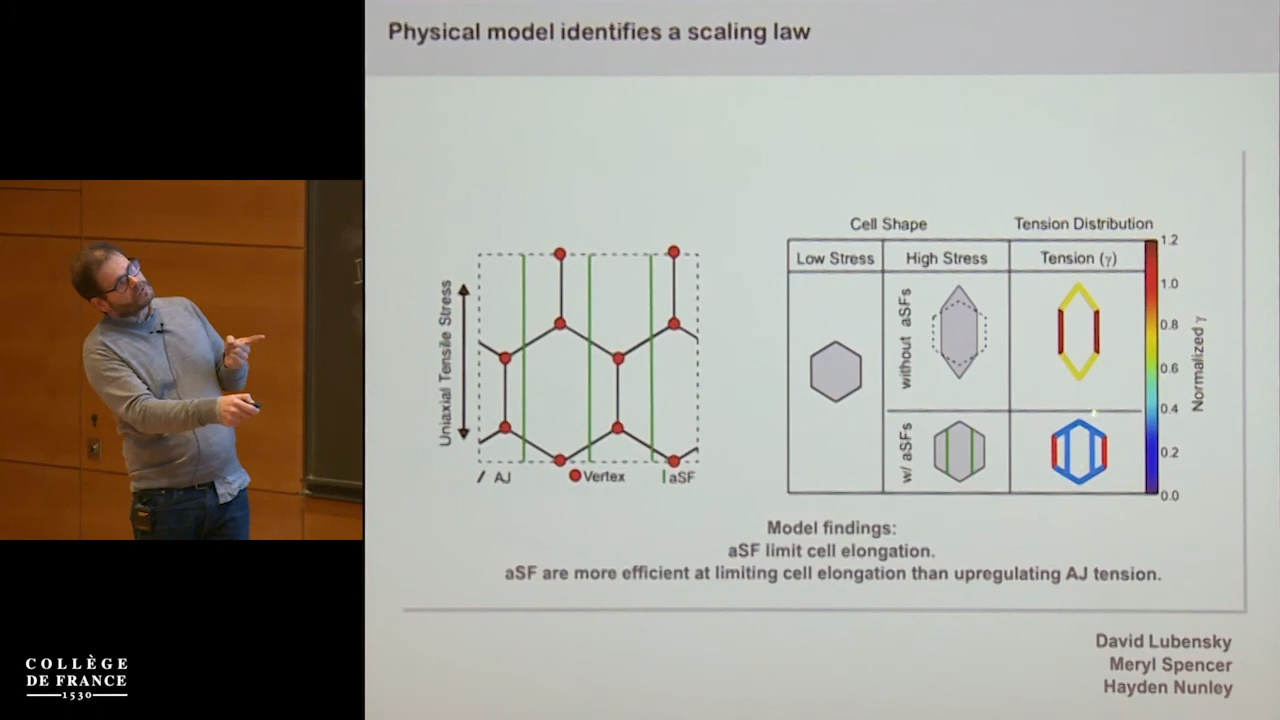 Physical model identifies a scaling law
Cell Shape
Tension Distribution
Low Stress
High Stress
Tension (γ)
without aSFs
w/ aSFs
1.2
1.0
0.8
0.6
0.4
0.2
0.0
Normalized γ
Uniaxial Tensile Stress
AJ
Vertex
aSF
Model findings:
aSF limit cell elongation.
aSF are more efficient at limiting cell elongation than upregulating AJ tension.
David Lubensky
Meryl Spencer
Hayden Nunley
COLLÈGE
DE FRANCE
1530